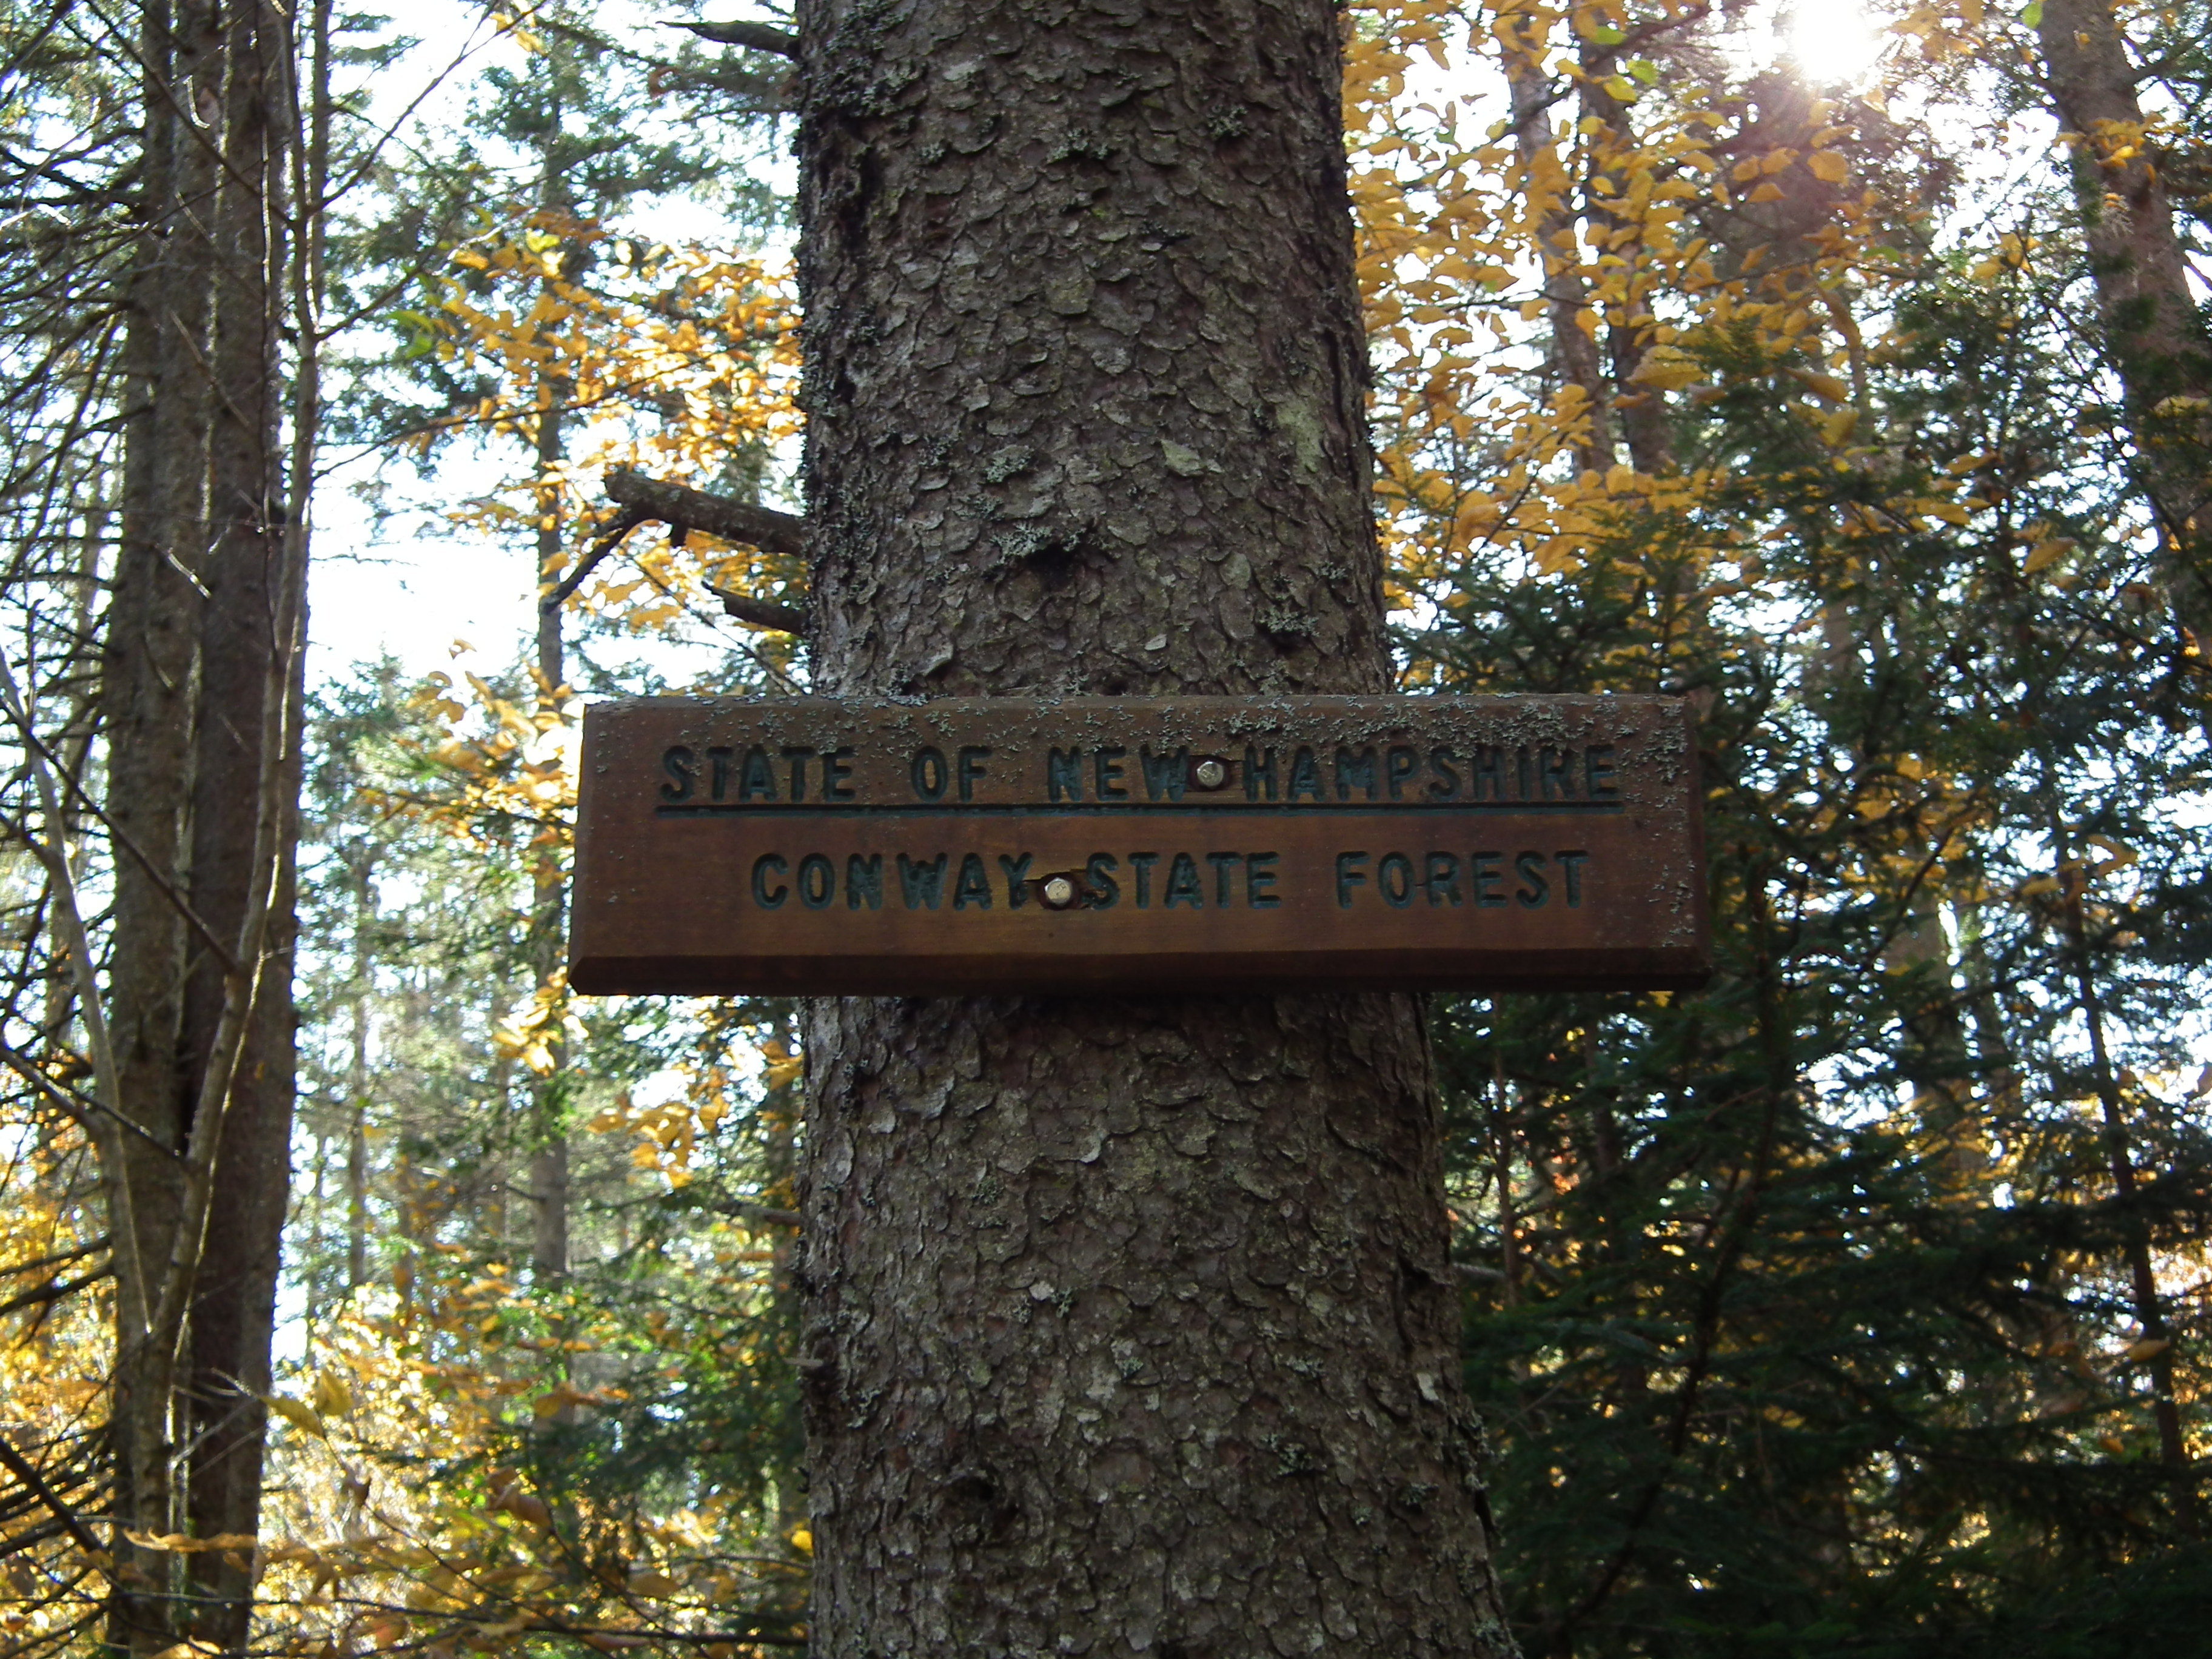 STATE OF NEW HAMPSHIRE
CONWAY STATE FOREST